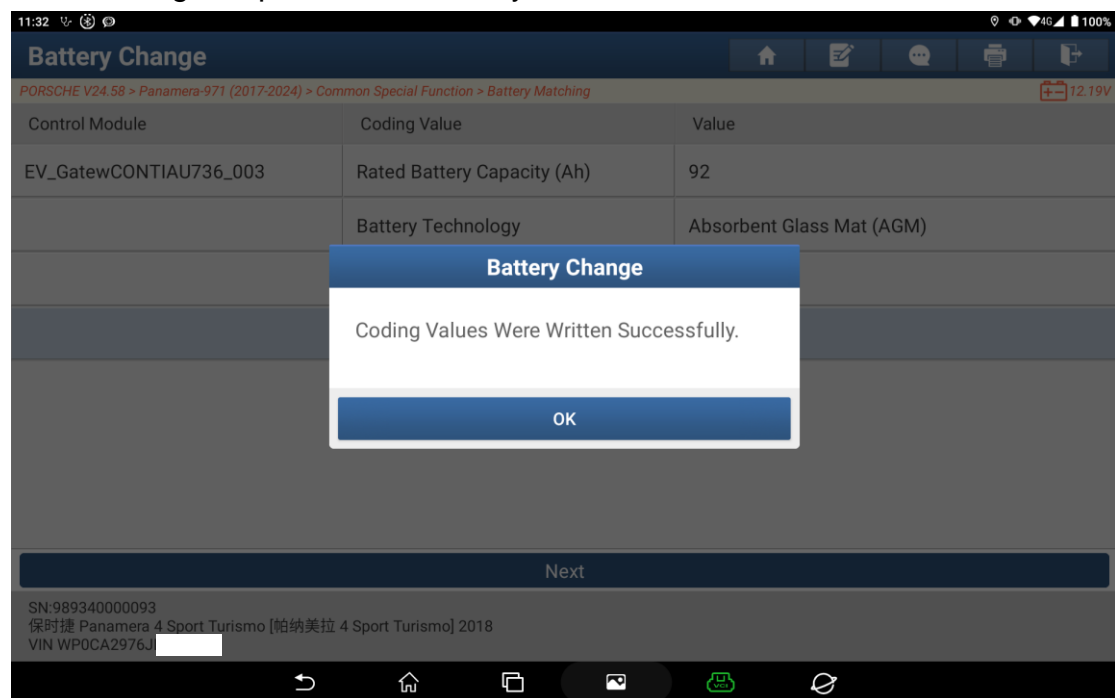 11:32 4G 100%
Battery Change
PORSCHE V24.58 > Panamera-971 (2017-2024) > Common Special Function > Battery Matching 12.19V
Control Module Coding Value Value
EV_GatewCONTIAU736_003 Rated Battery Capacity (Ah) 92
Battery Technology Absorbent Glass Mat (AGM)
Battery Change
Coding Values Were Written Successfully.
OK
Next
SN:989340000093
保时捷 Panamera 4 Sport Turismo [帕纳美拉 4 Sport Turismo] 2018
VIN WP0CA2976J
VCI